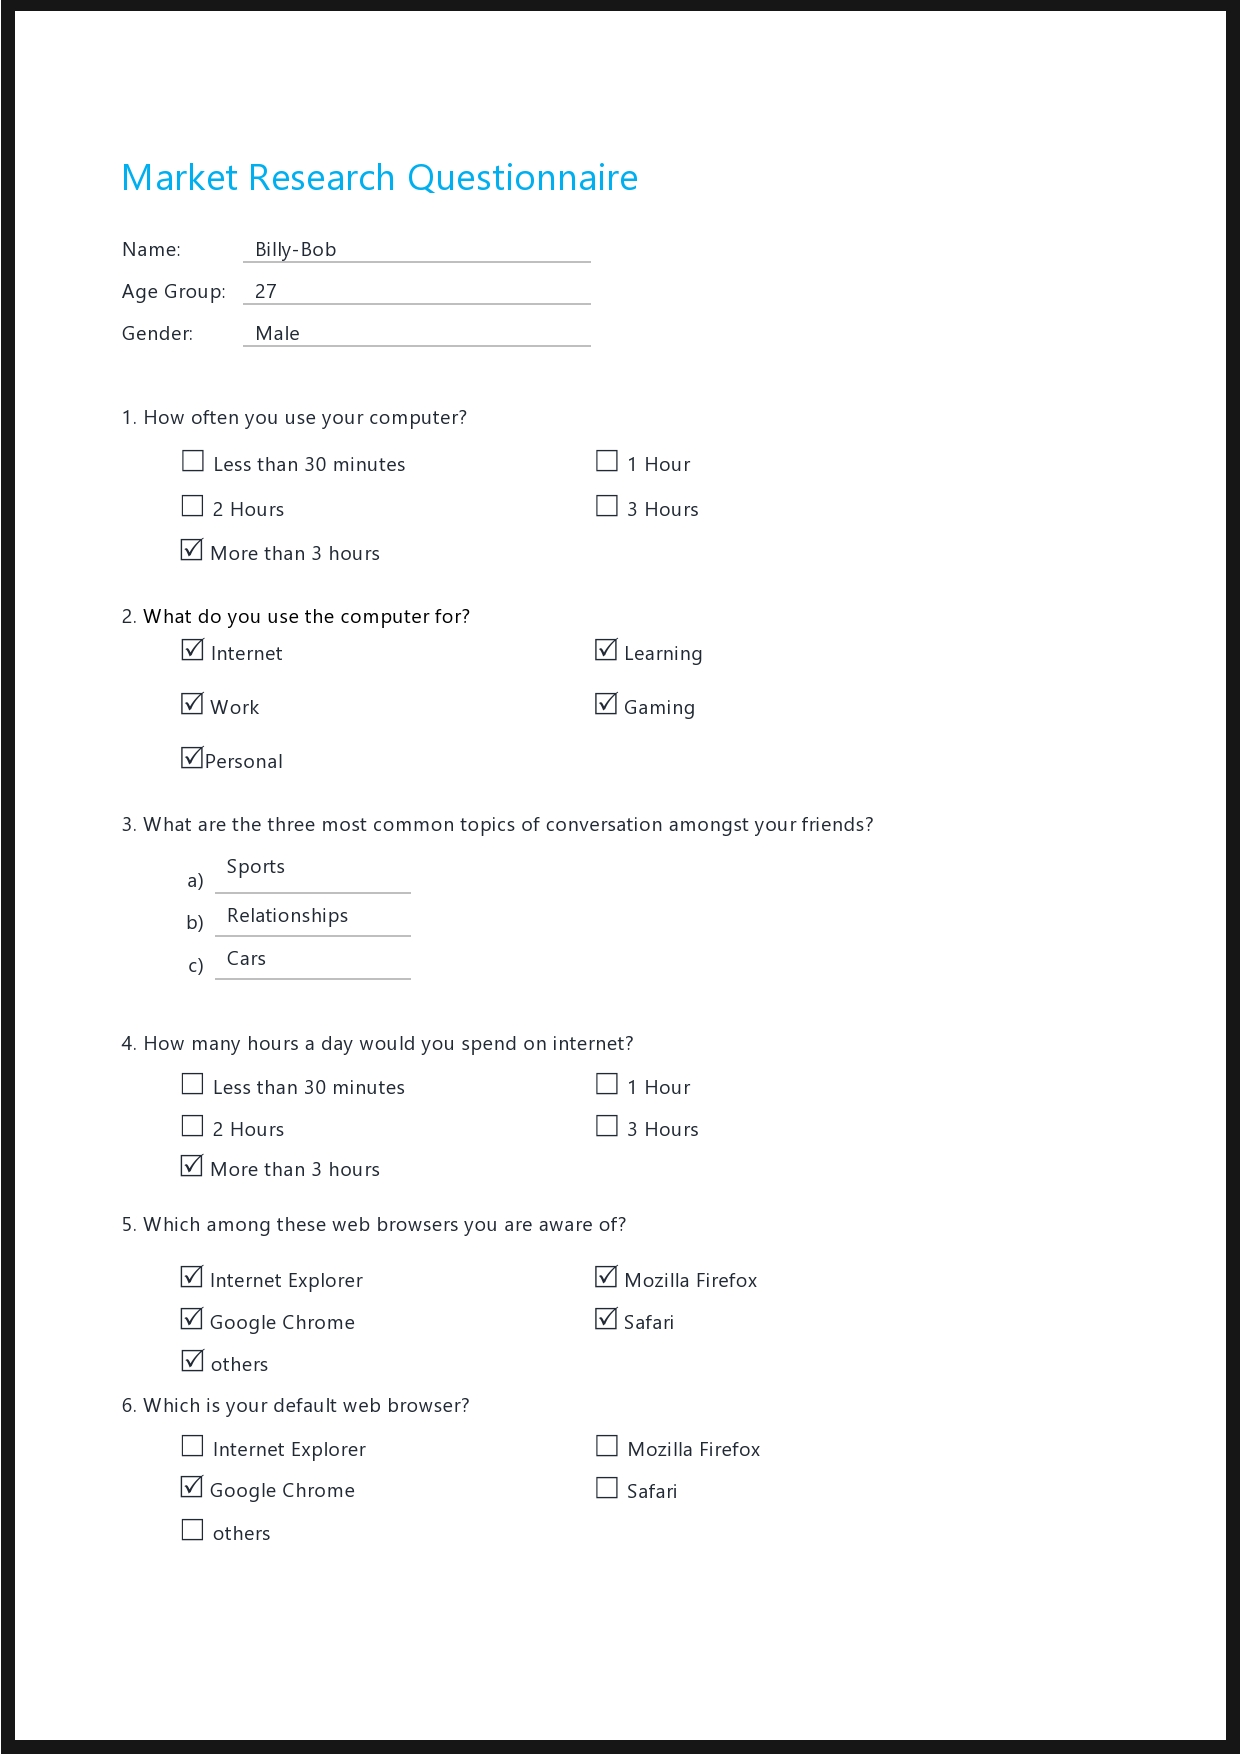 Market Research Questionnaire
Name: Billy-Bob
Age Group: 27
Gender: Male
1. How often you use your computer?
☐ Less than 30 minutes ☐ 1 Hour
☐ 2 Hours ☐ 3 Hours
☑ More than 3 hours
2. What do you use the computer for?
☑ Internet ☑ Learning
☑ Work ☑ Gaming
☑ Personal
3. What are the three most common topics of conversation amongst your friends?
a) Sports
b) Relationships
c) Cars
4. How many hours a day would you spend on internet?
☐ Less than 30 minutes ☐ 1 Hour
☐ 2 Hours ☐ 3 Hours
☑ More than 3 hours
5. Which among these web browsers you are aware of?
☑ Internet Explorer ☑ Mozilla Firefox
☑ Google Chrome ☑ Safari
☑ others
6. Which is your default web browser?
☐ Internet Explorer ☐ Mozilla Firefox
☑ Google Chrome ☐ Safari
☐ others